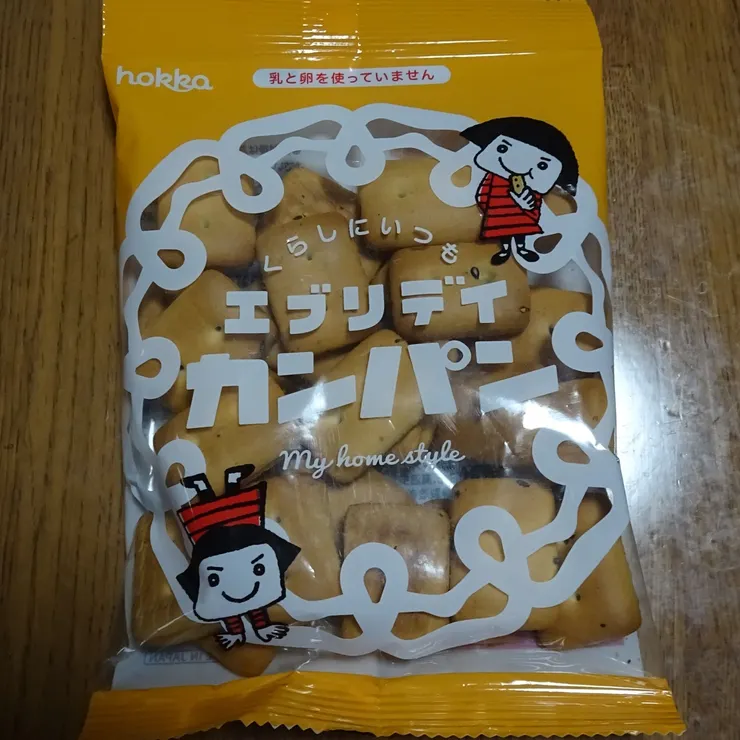 hokka
乳と卵を使っていません
くらしにいつも
エブリデイ
カンパン
My home style